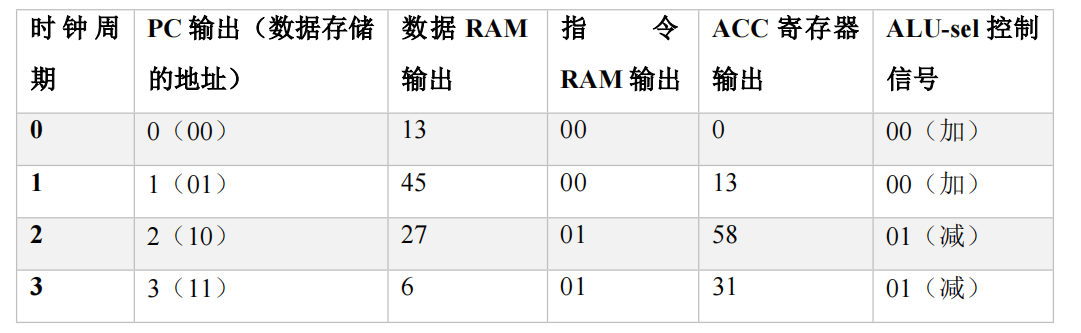 时钟周 PC 输出（数据存储 数据 RAM 指 令 ACC 寄存器 ALU-sel 控制
期 的地址） 输出 RAM 输出 输出 信号
0 0（00） 13 00 0 00（加）
1 1（01） 45 00 13 00（加）
2 2（10） 27 01 58 01（减）
3 3（11） 6 01 31 01（减）